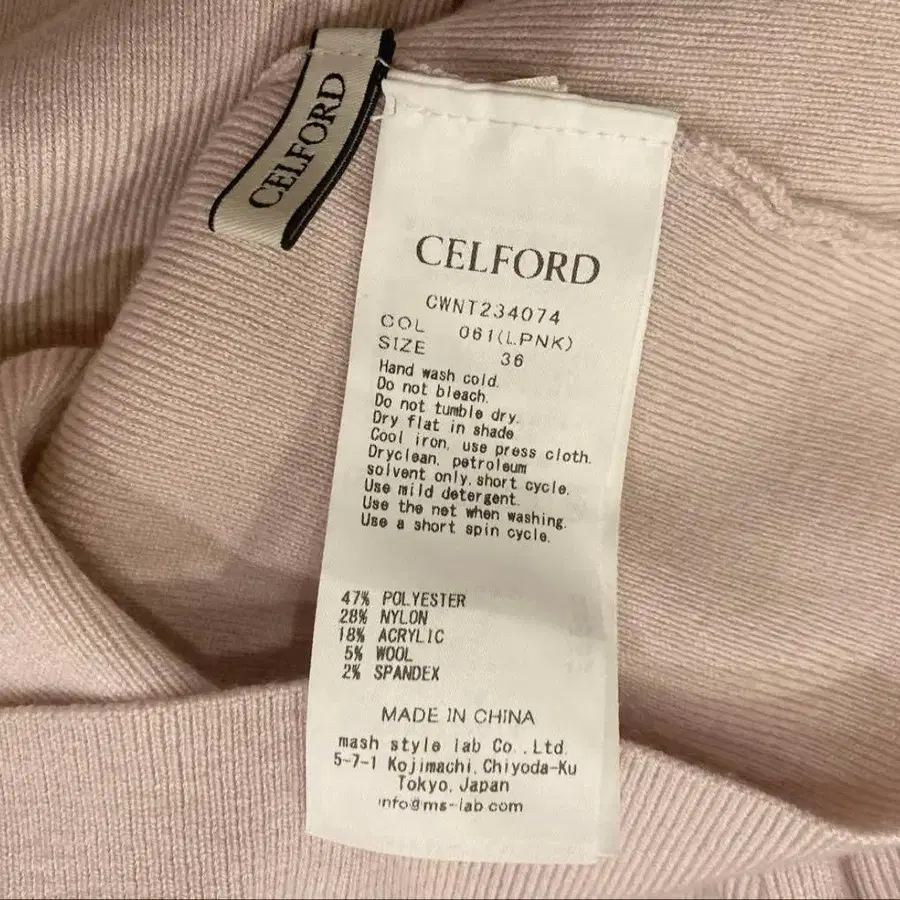 CELFORD
CELFORD
CWNT234074
COL 061(L.PNK)
SIZE 36
Hand wash cold.
Do not bleach.
Do not tumble dry.
Dry flat in shade
Cool iron, use press cloth.
Dryclean, petroleum
solvent only, short cycle.
Use mild detergent.
Use the net when washing.
Use a short spin cycle.
47% POLYESTER
28% NYLON
18% ACRYLIC
5% WOOL
2% SPANDEX
MADE IN CHINA
mash style lab Co.,Ltd.
5-7-1 Kojimachi, Chiyoda-Ku
Tokyo, Japan
info@ms-lab.com